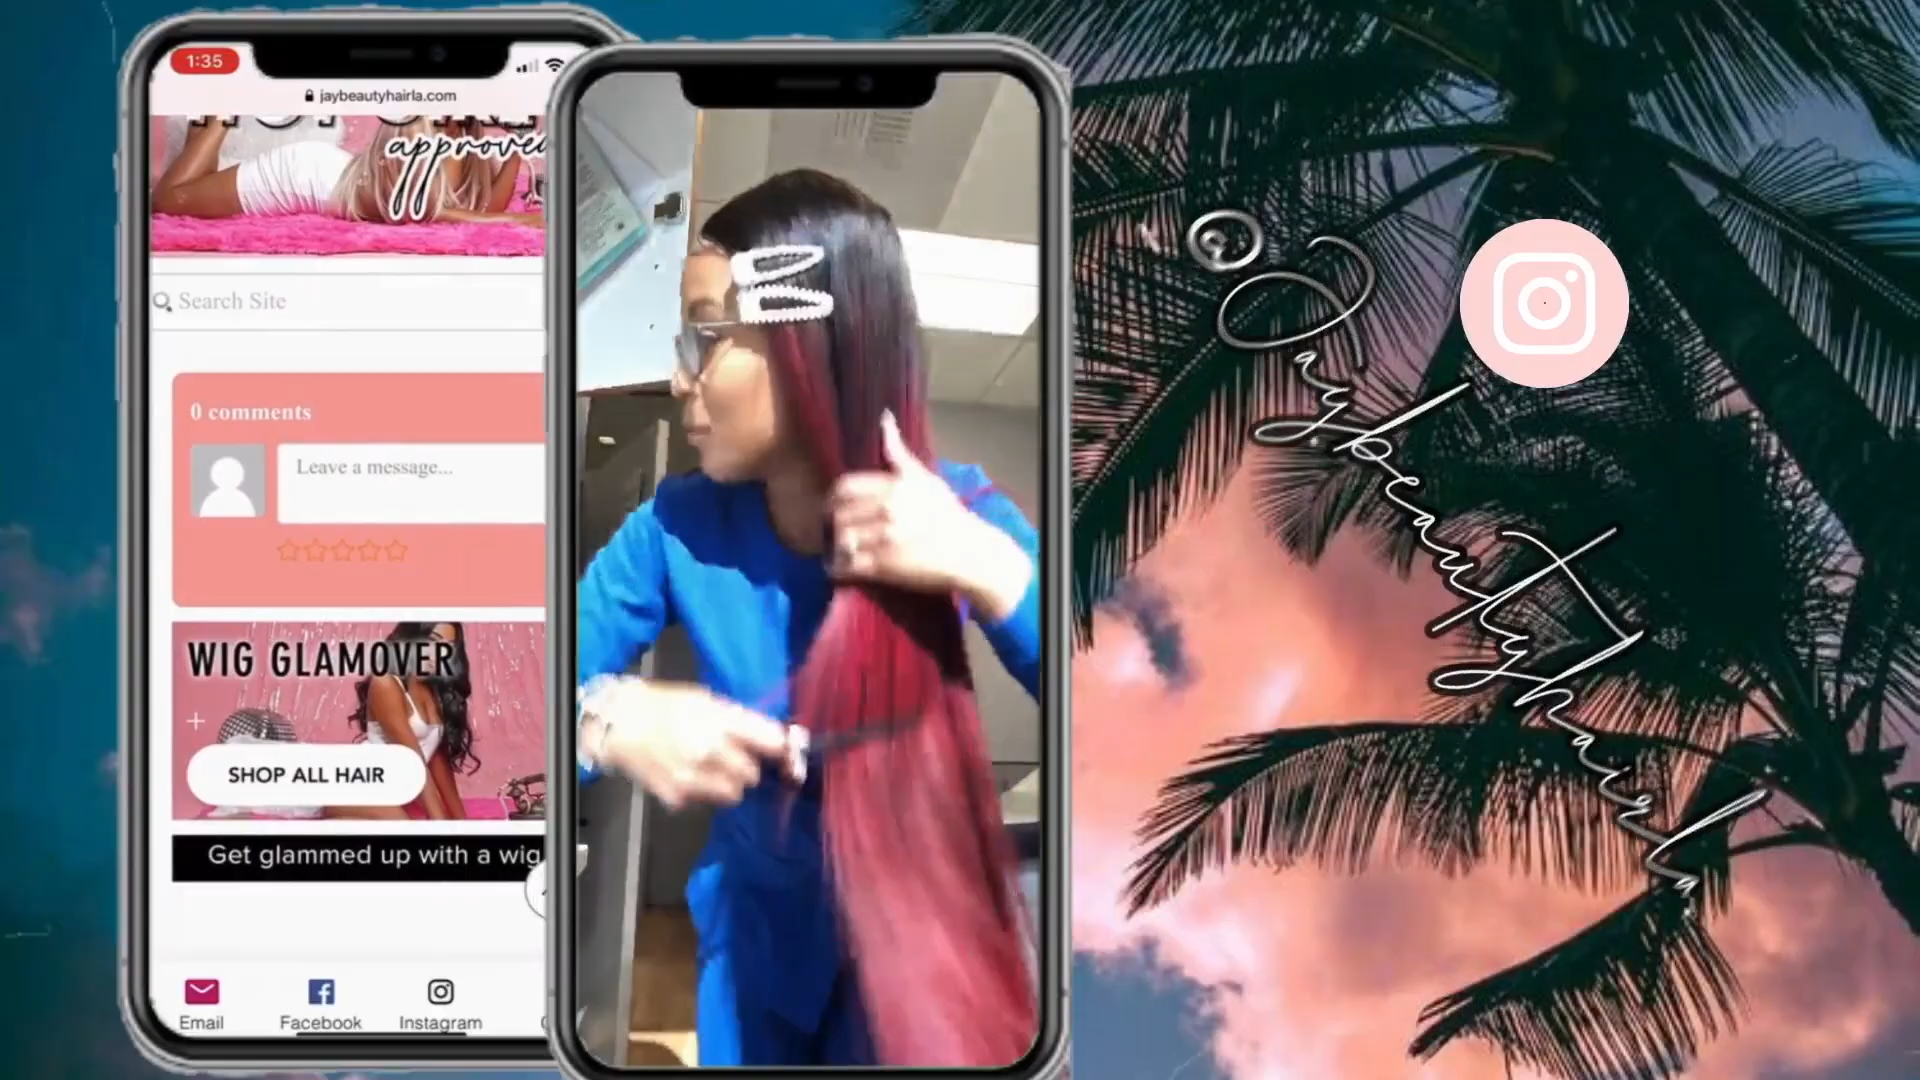 1:35
jaybeautyhairla.com
approved
Search Site
0 comments
Leave a message...
WIG GLAMOVER
SHOP ALL HAIR
Get glammed up with a wig
Email
Facebook
Instagram
@Jaybeautyhairla